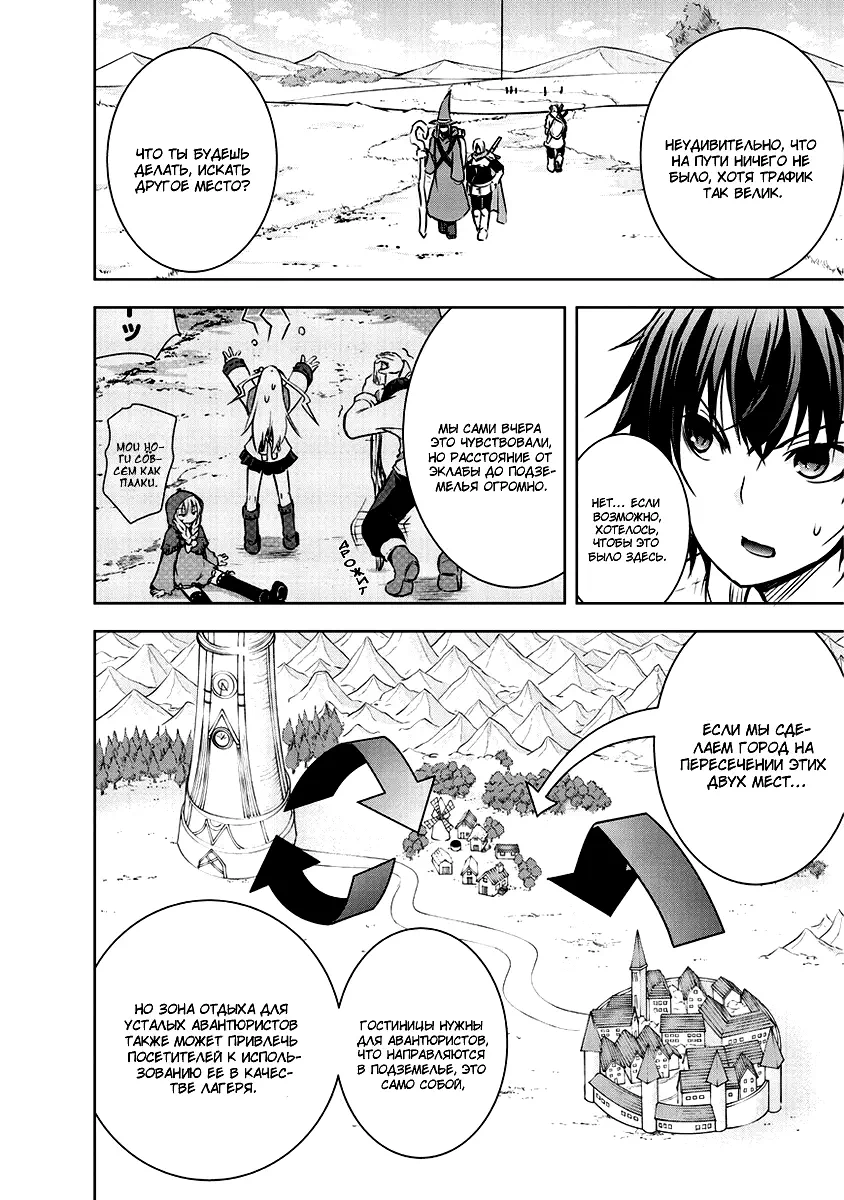 НЕУДИВИТЕЛЬНО, ЧТО
НА ПУТИ НИЧЕГО НЕ
БЫЛО, ХОТЯ ТРАФИК
ТАК ВЕЛИК.
ЧТО ТЫ БУДЕШЬ
ДЕЛАТЬ, ИСКАТЬ
ДРУГОЕ МЕСТО?
НЕТ... ЕСЛИ
ВОЗМОЖНО,
ХОТЕЛОСЬ,
ЧТОБЫ ЭТО
БЫЛО ЗДЕСЬ.
МЫ САМИ ВЧЕРА
ЭТО ЧУВСТВОВАЛИ,
НО РАССТОЯНИЕ ОТ
ЭКЛАБЫ ДО ПОДЗЕ-
МЕЛЬЯ ОГРОМНО.
ДРОЖИТ
МОИ НО-
ГИ СОВ-
СЕМ КАК
ПАЛКИ.
ーッ
ЕСЛИ МЫ СДЕ-
ЛАЕМ ГОРОД НА
ПЕРЕСЕЧЕНИИ ЭТИХ
ДВУХ МЕСТ...
ГОСТИНИЦЫ НУЖНЫ
ДЛЯ АВАНТЮРИСТОВ,
ЧТО НАПРАВЛЯЮТСЯ
В ПОДЗЕМЕЛЬЕ, ЭТО
САМО СОБОЙ,
НО ЗОНА ОТДЫХА ДЛЯ
УСТАЛЫХ АВАНТЮРИСТОВ
ТАКЖЕ МОЖЕТ ПРИВЛЕЧЬ
ПОСЕТИТЕЛЕЙ К ИСПОЛЬ-
ЗОВАНИЮ ЕЕ В КАЧЕС-
ТВЕ ЛАГЕРЯ.